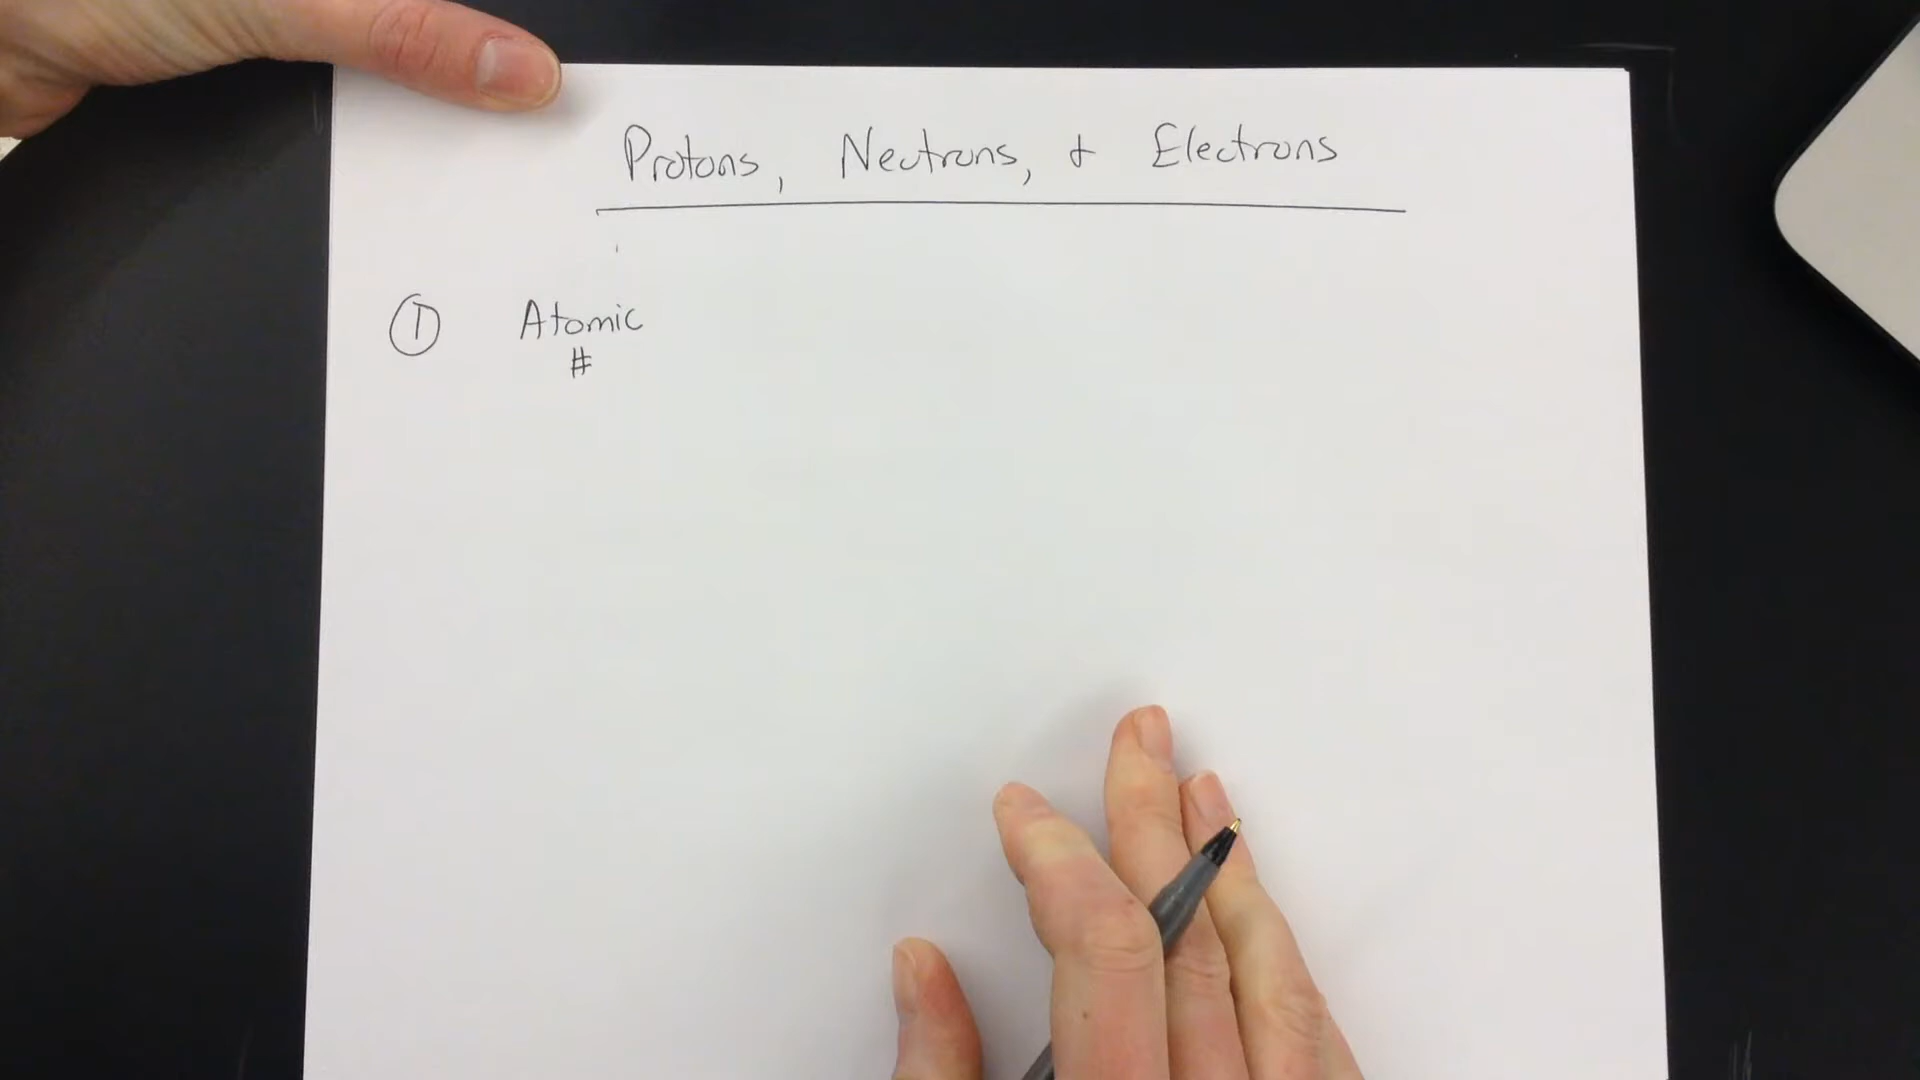 Protons, Neutrons, & Electrons
① Atomic
#